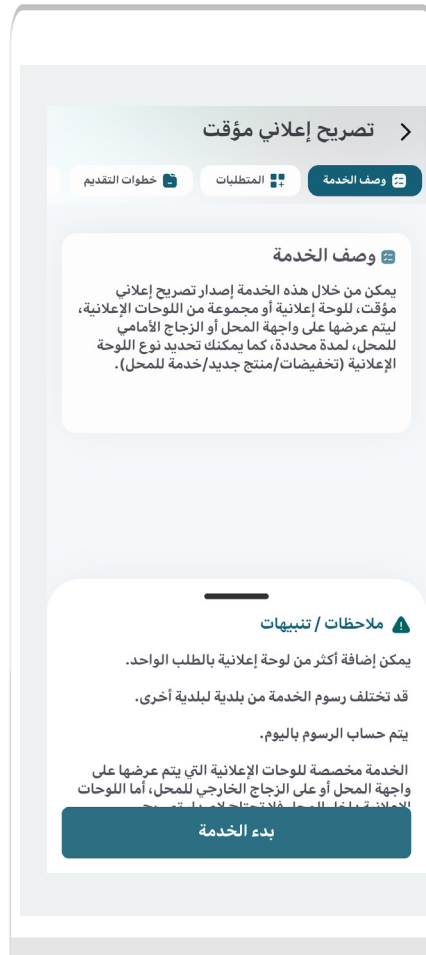 تصريح إعلاني مؤقت
وصف الخدمة
المتطلبات
خطوات التقديم
وصف الخدمة
يمكن من خلال هذه الخدمة إصدار تصريح إعلاني
مؤقت، للوحة إعلانية أو مجموعة من اللوحات الإعلانية،
ليتم عرضها على واجهة المحل أو الزجاج الأمامي
للمحل، لمدة محددة، كما يمكنك تحديد نوع اللوحة
الإعلانية (تخفيضات/منتج جديد/خدمة للمحل).
ملاحظات / تنبيهات
يمكن إضافة أكثر من لوحة إعلانية بالطلب الواحد.
قد تختلف رسوم الخدمة من بلدية لبلدية أخرى.
يتم حساب الرسوم باليوم.
الخدمة مخصصة للوحات الإعلانية التي يتم عرضها على
واجهة المحل أو على الزجاج الخارجي للمحل، أما اللوحات
بدء الخدمة